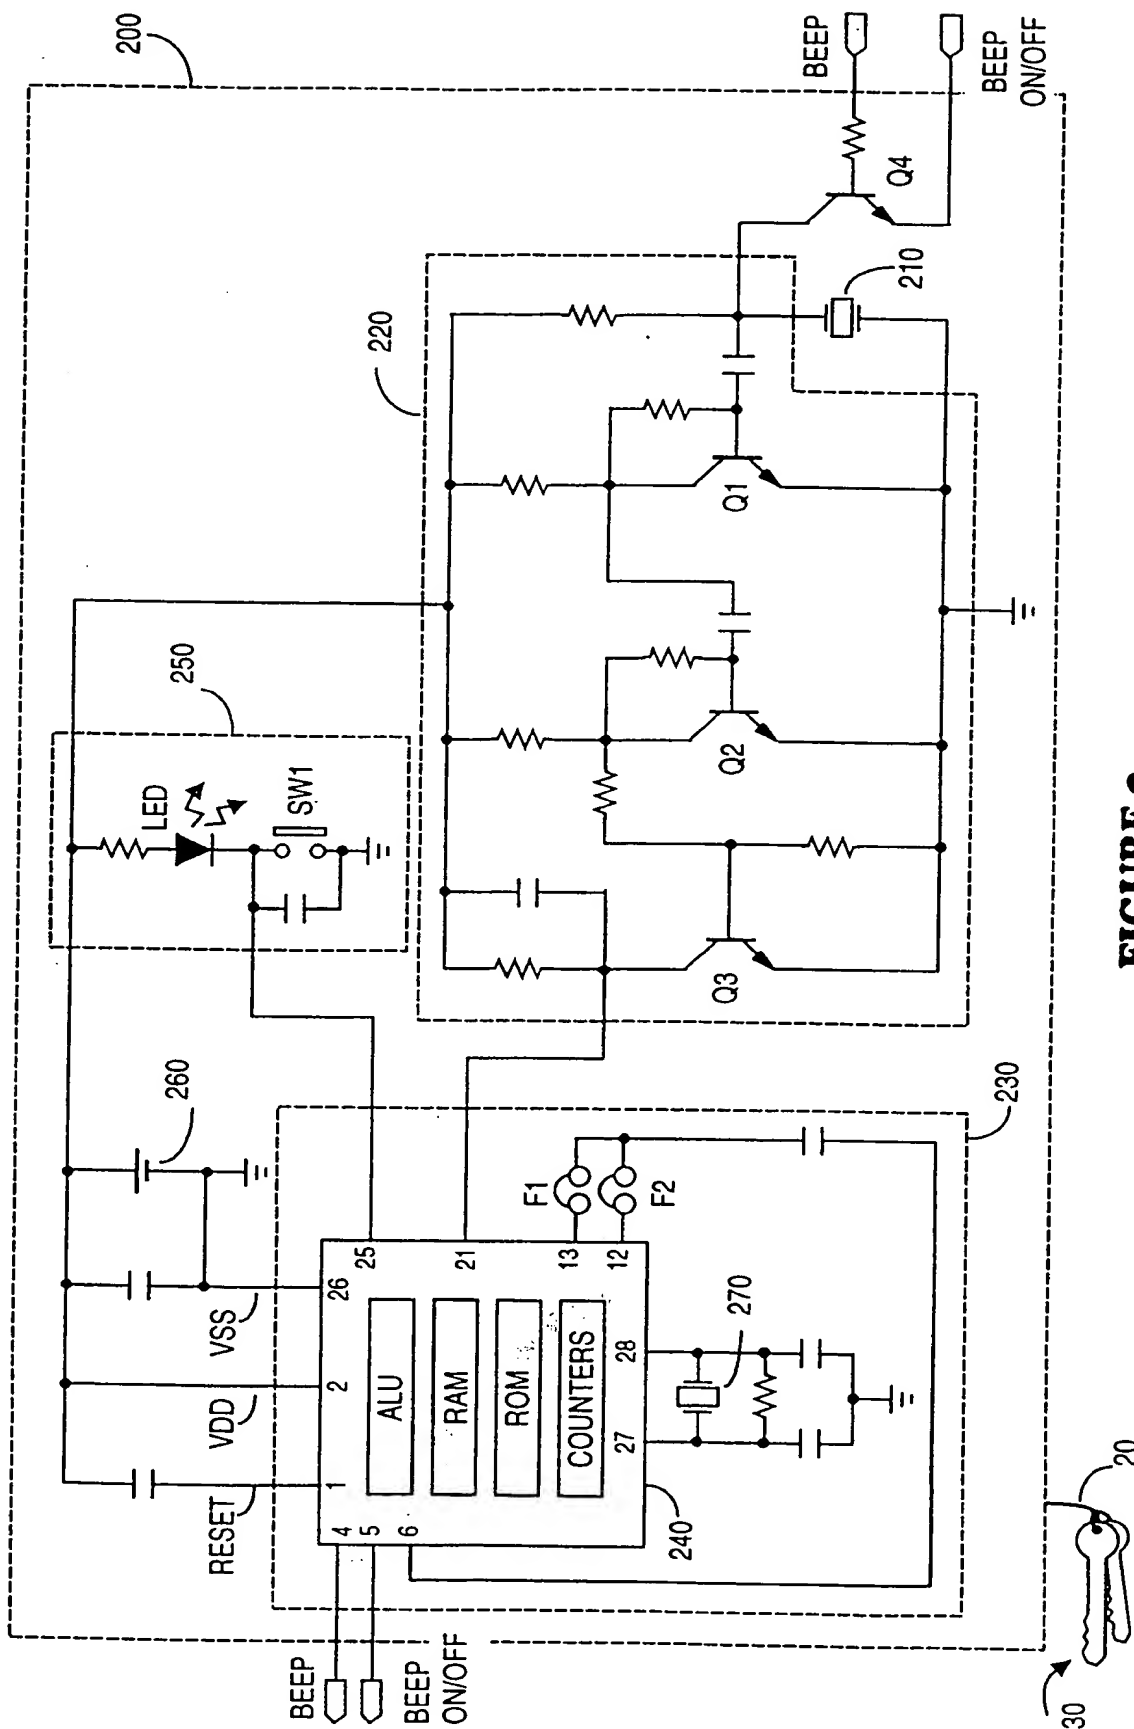 200
BEEP
BEEP
ON/OFF
Q4
210
220
Q1
Q2
Q3
250
LED
SW1
260
VSS
VDD
RESET
26
2
1
25
21
13
12
F1
F2
230
4
5
6
ALU
RAM
ROM
COUNTERS
28
27
270
240
BEEP
BEEP
ON/OFF
20
30
FIGURE